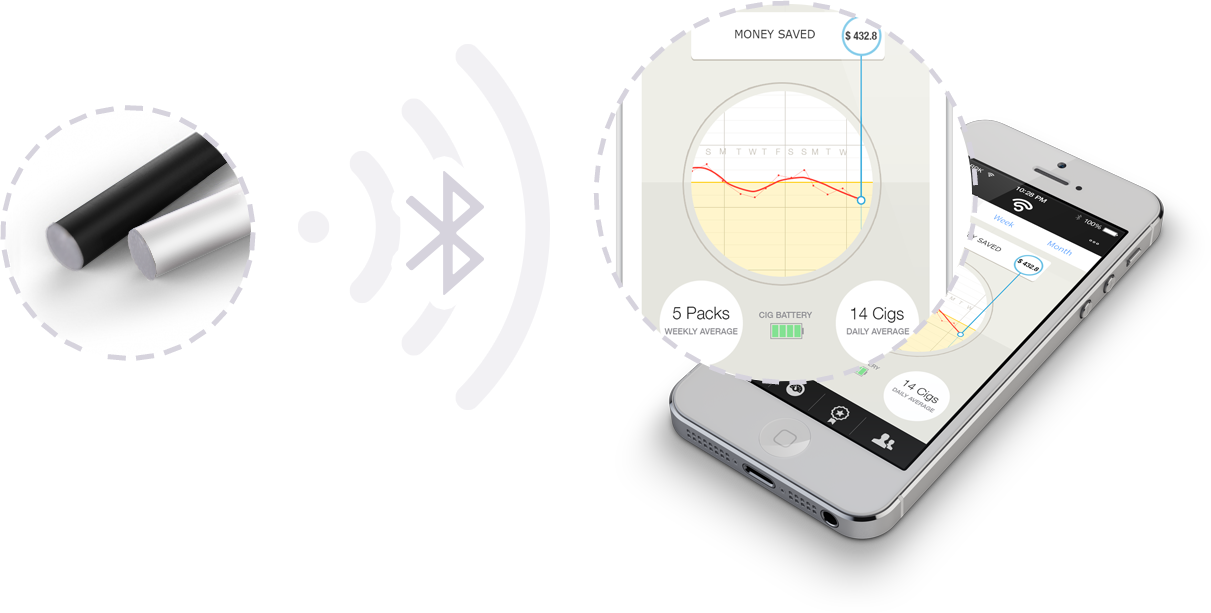 MONEY SAVED
$ 432.8
S M T W T F S S M T W
5 Packs
WEEKLY AVERAGE
CIG BATTERY
14 Cigs
DAILY AVERAGE
10:28 PM
100%
Week
Month
SAVED
$ 432.8
14 Cigs
DAILY AVERAGE